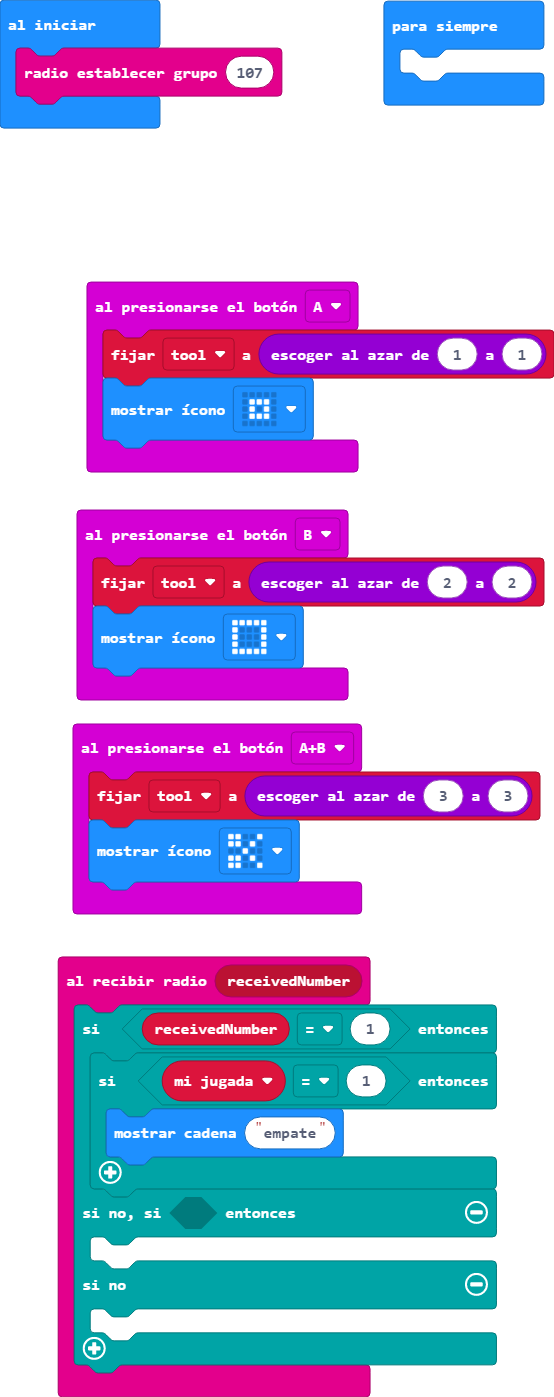 al iniciar
radio establecer grupo 107
para siempre
al presionarse el botón A
fijar tool a escoger al azar de 1 a 1
mostrar ícono
al presionarse el botón B
fijar tool a escoger al azar de 2 a 2
mostrar ícono
al presionarse el botón A+B
fijar tool a escoger al azar de 3 a 3
mostrar ícono
al recibir radio receivedNumber
si receivedNumber = 1 entonces
si mi jugada = 1 entonces
mostrar cadena "empate"
si no, si entonces
si no